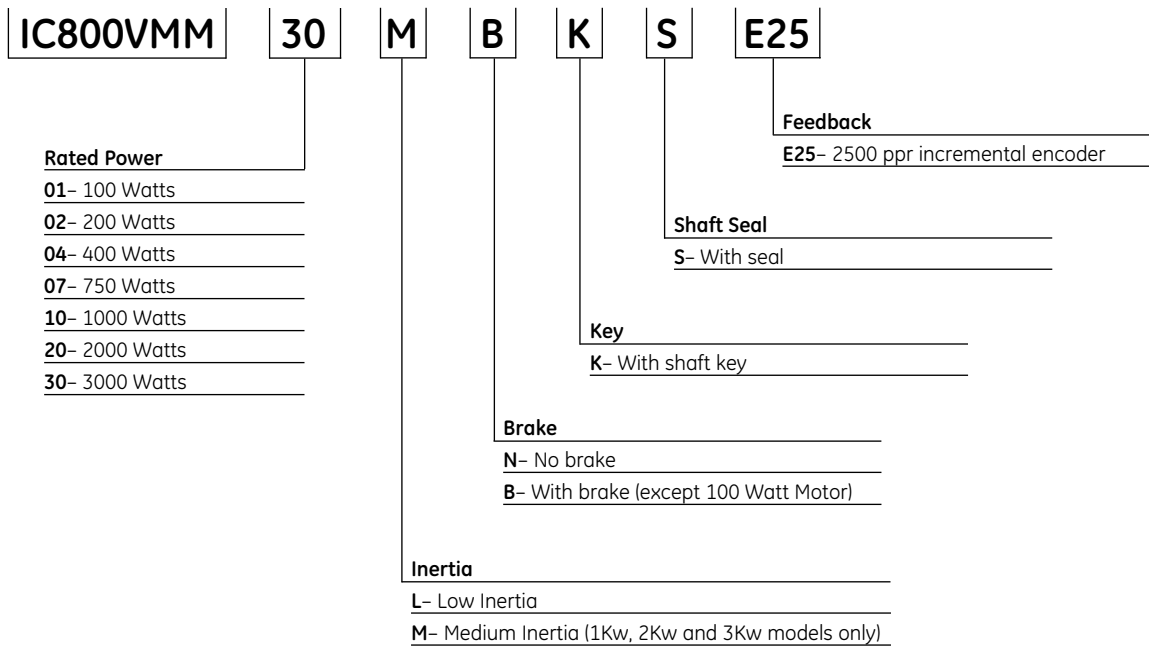 IC800VMM 30 M B K S E25
Feedback
E25– 2500 ppr incremental encoder
Rated Power
01– 100 Watts
02– 200 Watts
04– 400 Watts
07– 750 Watts
10– 1000 Watts
20– 2000 Watts
30– 3000 Watts
Shaft Seal
S– With seal
Key
K– With shaft key
Brake
N– No brake
B– With brake (except 100 Watt Motor)
Inertia
L– Low Inertia
M– Medium Inertia (1Kw, 2Kw and 3Kw models only)